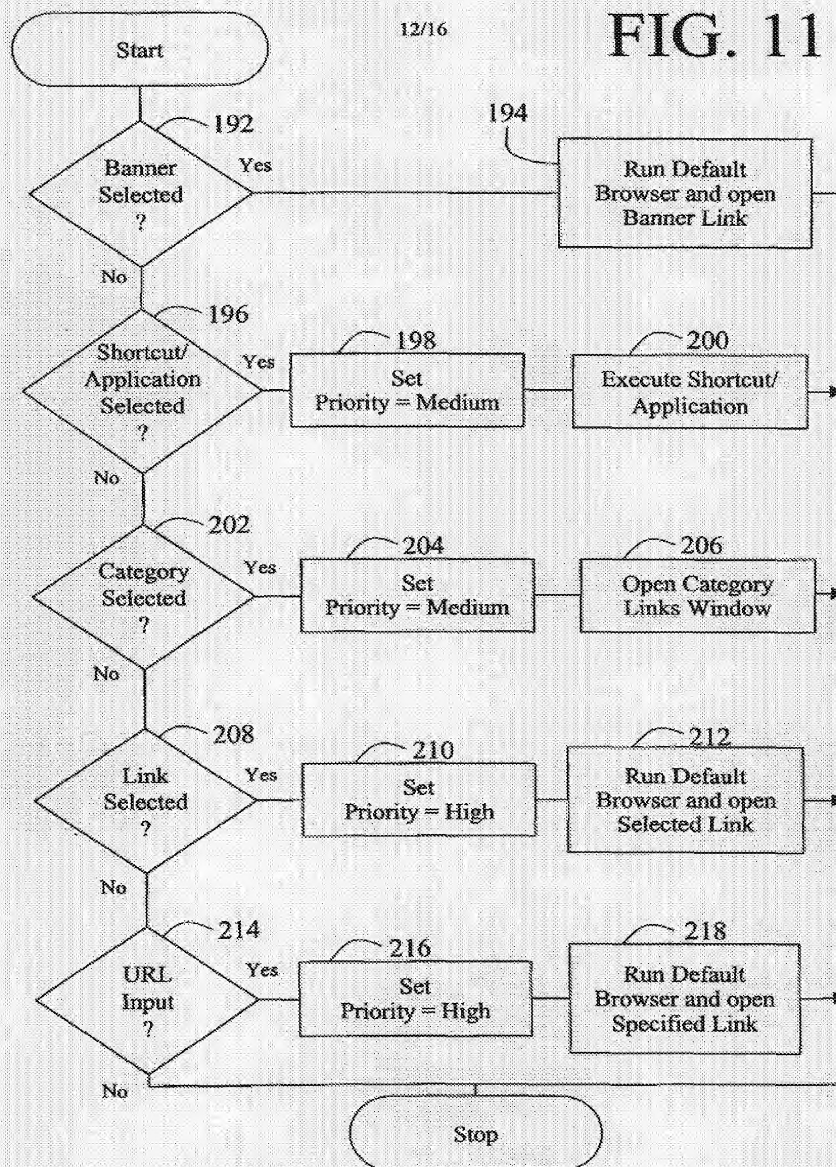 12/16
FIG. 11
Start
192
Banner
Selected
?
Yes
No
194
Run Default
Browser and open
Banner Link
196
Shortcut/
Application
Selected
?
Yes
No
198
Set
Priority = Medium
200
Execute Shortcut/
Application
202
Category
Selected
?
Yes
No
204
Set
Priority = Medium
206
Open Category
Links Window
208
Link
Selected
?
Yes
No
210
Set
Priority = High
212
Run Default
Browser and open
Selected Link
214
URL
Input
?
Yes
No
216
Set
Priority = High
218
Run Default
Browser and open
Specified Link
Stop